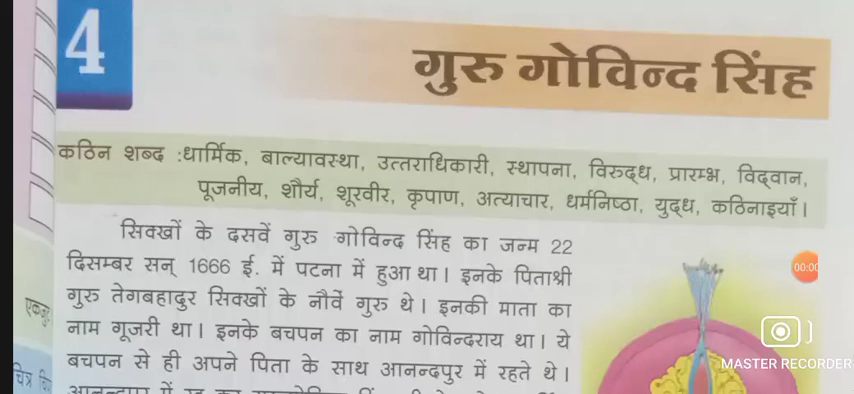 4
गुरु गोविन्द सिंह
कठिन शब्द :धार्मिक, बाल्यावस्था, उत्तराधिकारी, स्थापना, विरुद्ध, प्रारम्भ, विद्वान,
पूजनीय, शौर्य, शूरवीर, कृपाण, अत्याचार, धर्मनिष्ठा, युद्ध, कठिनाइयाँ।
सिक्खों के दसवें गुरु गोविन्द सिंह का जन्म 22
दिसम्बर सन् 1666 ई. में पटना में हुआ था। इनके पिताश्री
गुरु तेगबहादुर सिक्खों के नौवें गुरु थे। इनकी माता का
नाम गूजरी था। इनके बचपन का नाम गोविन्दराय था। ये
बचपन से ही अपने पिता के साथ आनन्दपुर में रहते थे।
चित्र
00:00
MASTER RECORDER